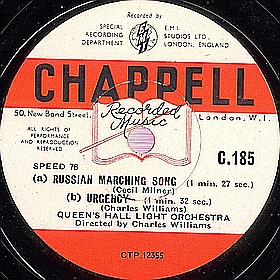 Recorded by
SPECIAL RECORDING DEPARTMENT
E.M.I. STUDIOS LTD., LONDON, ENGLAND
CHAPPELL
50, New Bond Street,
Recorded Music
London, W.1.
ALL RIGHTS OF PERFORMANCE AND RE-RECORDING RESERVED
C.185
SPEED 78
(a) RUSSIAN MARCHING SONG (1 min. 27 sec.)
(Cecil Milner)
(b) URGENCY (1 min. 32 sec.)
(Charles Williams)
QUEEN'S HALL LIGHT ORCHESTRA
Directed by Charles Williams
CTP.12355